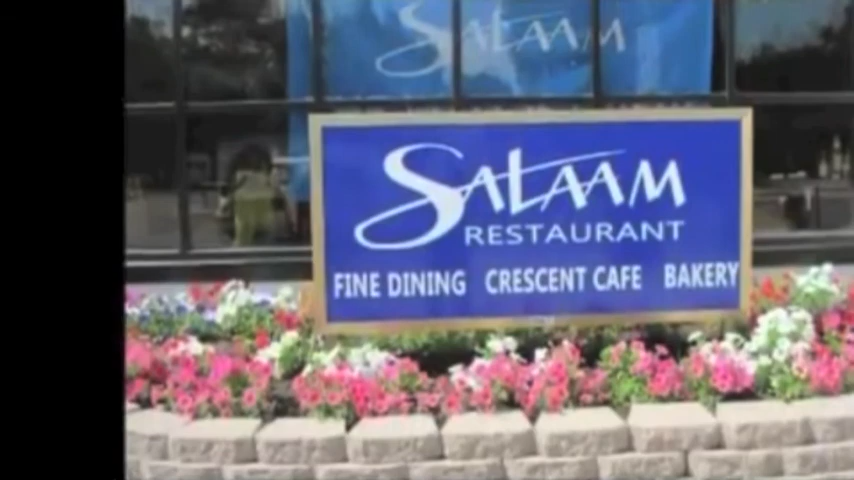 SALAAM
SALAAM
RESTAURANT
FINE DINING CRESCENT CAFE BAKERY